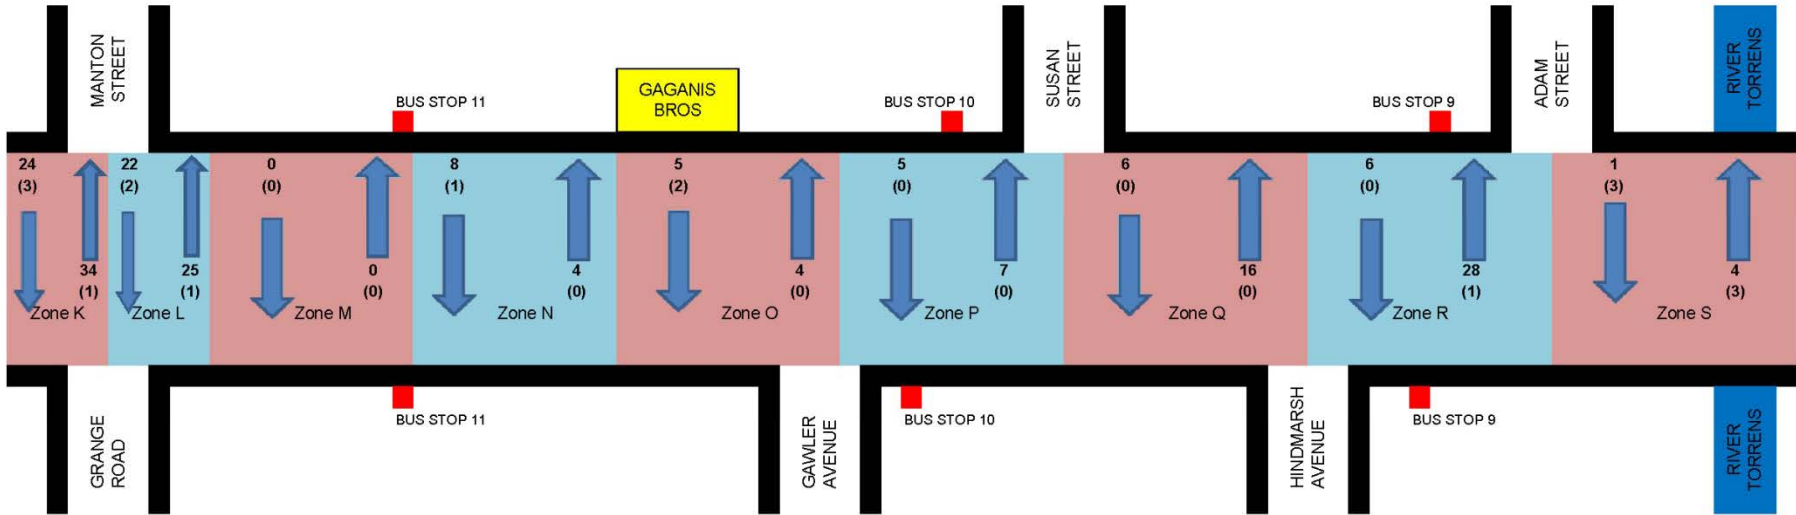 MANTON
STREET
BUS STOP 11
GAGANIS
BROS
BUS STOP 10
SUSAN
STREET
BUS STOP 9
ADAM
STREET
RIVER
TORRENS
24
(3)
34
(1)
Zone K
22
(2)
25
(1)
Zone L
0
(0)
0
(0)
Zone M
8
(1)
4
(0)
Zone N
5
(2)
4
(0)
Zone O
5
(0)
7
(0)
Zone P
6
(0)
16
(0)
Zone Q
6
(0)
28
(1)
Zone R
1
(3)
4
(3)
Zone S
GRANGE
ROAD
BUS STOP 11
GAWLER
AVENUE
BUS STOP 10
HINDMARSH
AVENUE
BUS STOP 9
RIVER
TORRENS